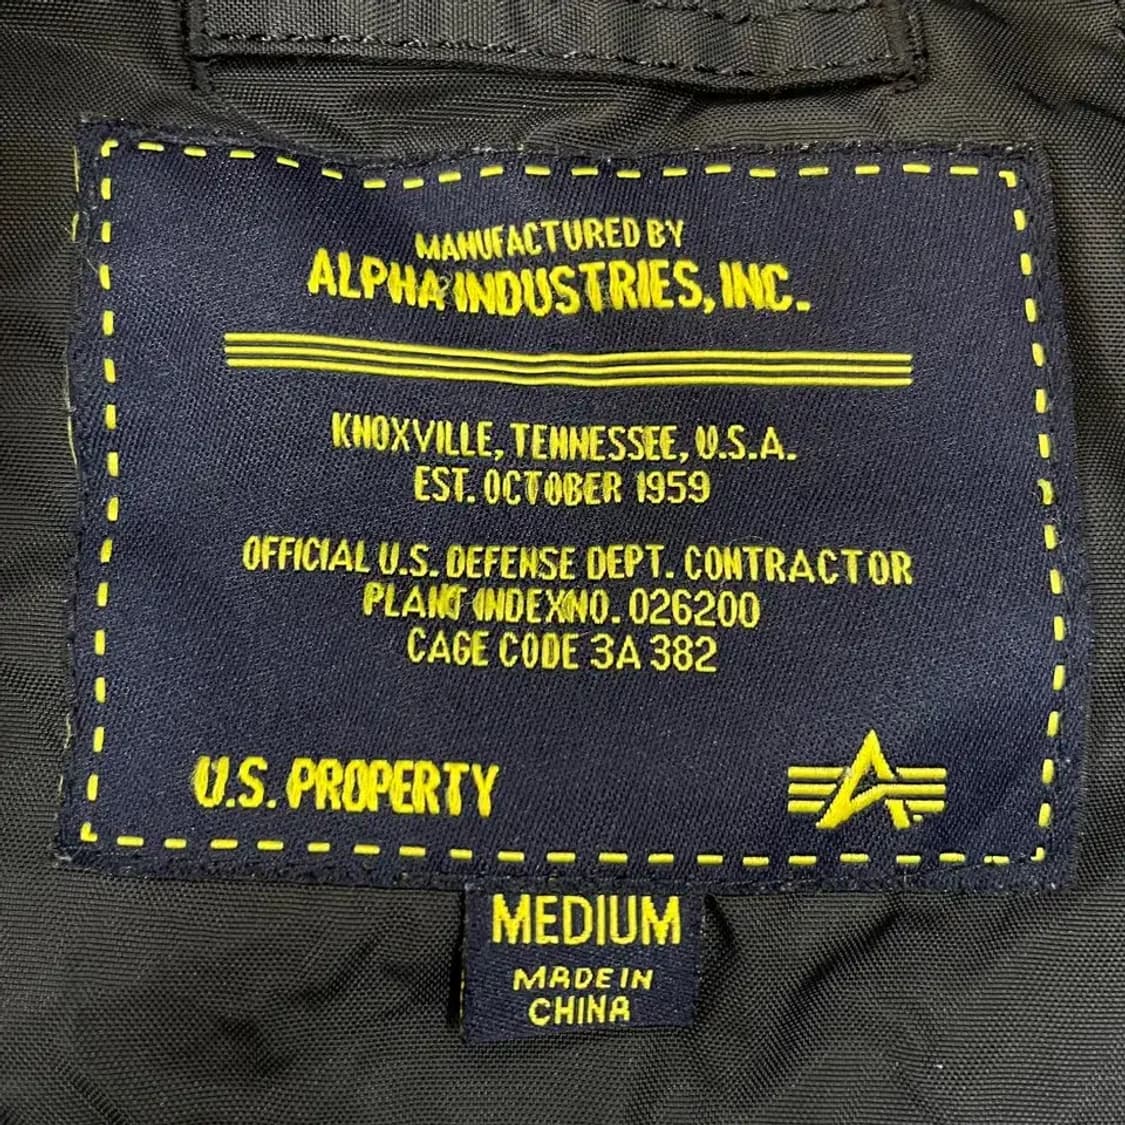 MANUFACTURED BY
ALPHA INDUSTRIES, INC.
KNOXVILLE, TENNESSEE, U.S.A.
EST. OCTOBER 1959
OFFICIAL U.S. DEFENSE DEPT. CONTRACTOR
PLANT INDEX NO. 026200
CAGE CODE 3A 382
U.S. PROPERTY
A
MEDIUM
MADE IN
CHINA